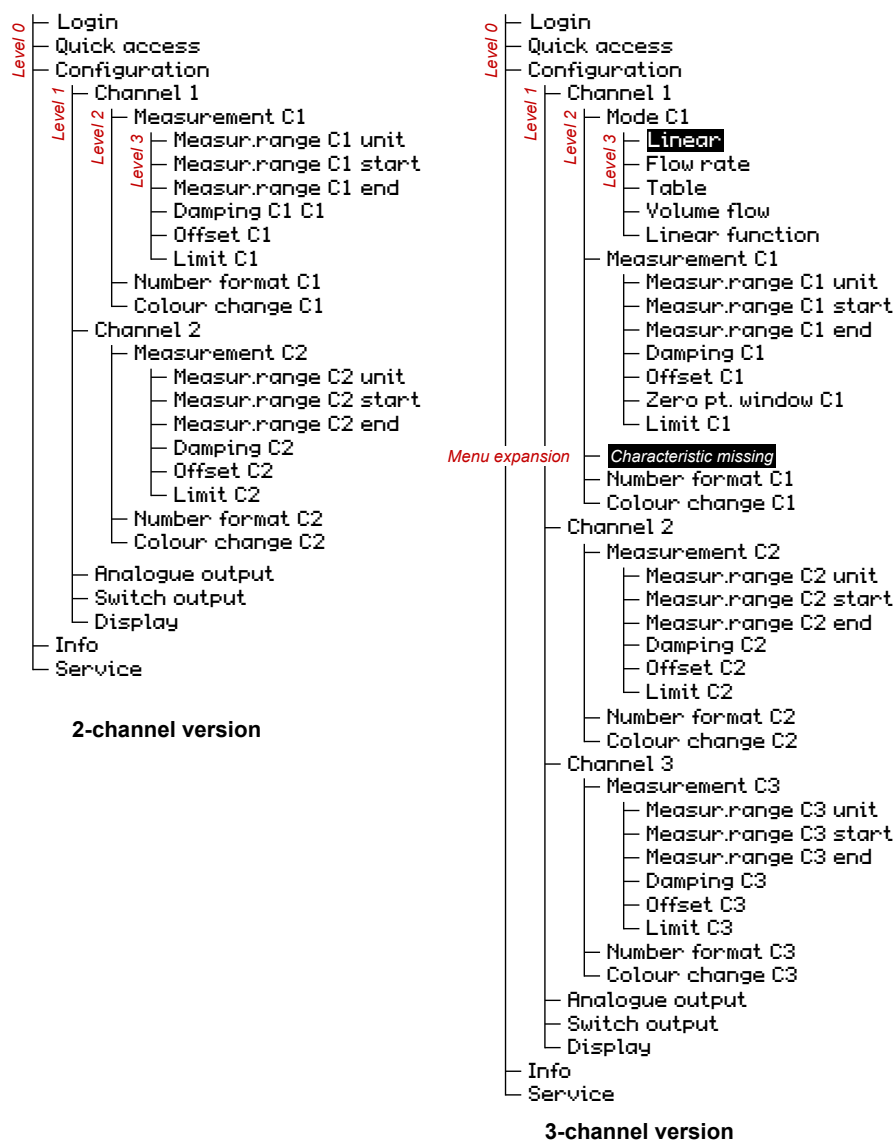 Level 0
Login
Quick access
Configuration
Level 1
Channel 1
Level 2
Measurement C1
Level 3
Measur.range C1 unit
Measur.range C1 start
Measur.range C1 end
Damping C1 C1
Offset C1
Limit C1
Number format C1
Colour change C1
Channel 2
Measurement C2
Measur.range C2 unit
Measur.range C2 start
Measur.range C2 end
Damping C2
Offset C2
Limit C2
Number format C2
Colour change C2
Analogue output
Switch output
Display
Info
Service
2-channel version
Level 0
Login
Quick access
Configuration
Level 1
Channel 1
Level 2
Mode C1
Level 3
Linear
Flow rate
Table
Volume flow
Linear function
Measurement C1
Measur.range C1 unit
Measur.range C1 start
Measur.range C1 end
Damping C1
Offset C1
Zero pt. window C1
Limit C1
Menu expansion
Characteristic missing
Number format C1
Colour change C1
Channel 2
Measurement C2
Measur.range C2 unit
Measur.range C2 start
Measur.range C2 end
Damping C2
Offset C2
Limit C2
Number format C2
Colour change C2
Channel 3
Measurement C3
Measur.range C3 unit
Measur.range C3 start
Measur.range C3 end
Damping C3
Offset C3
Limit C3
Number format C3
Colour change C3
Analogue output
Switch output
Display
Info
Service
3-channel version